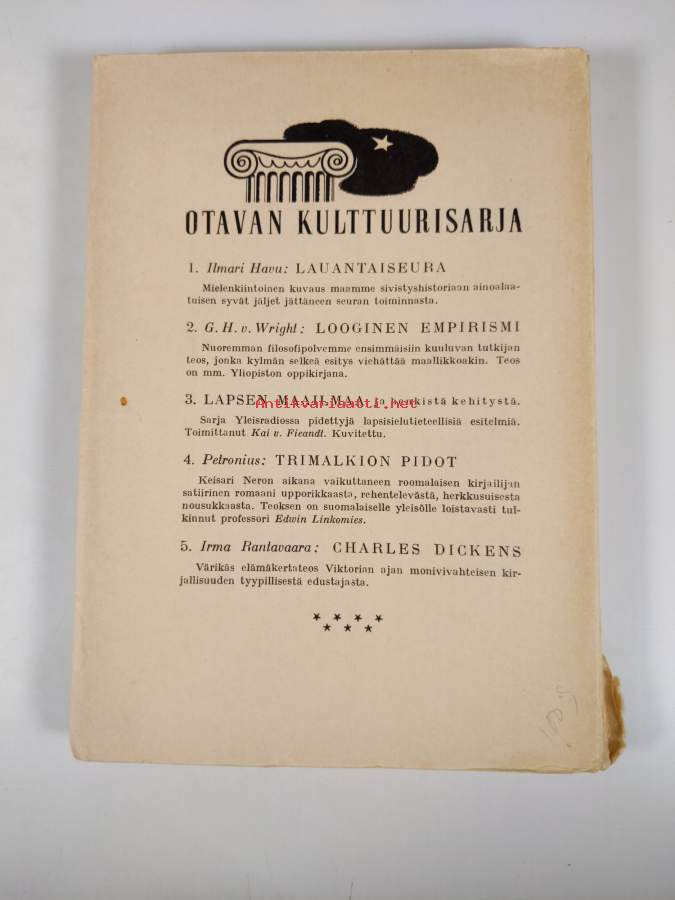 OTAVAN KULTTUURISARJA
1. Ilmari Havu: LAUANTAISEURA
Mielenkiintoinen kuvaus maamme sivistyshistoriaan ainoalaa-
tuisen syvät jäljet jättäneen seuran toiminnasta.
2. G. H. v. Wright: LOOGINEN EMPIRISMI
Nuoremman filosofipolvemme ensimmäisiin kuuluvan tutkijan
teos, jonka kylmän selkeä esitys viehättää maallikkoakin. Teos
on mm. Yliopiston oppikirjana.
3. LAPSEN MAAILMAA ja henkistä kehitystä.
Antikvariaatti.net
Sarja Yleisradiossa pidettyjä lapsisielutieteellisiä esitelmiä.
Toimittanut Kai v. Fieandt. Kuvitettu.
4. Petronius: TRIMALKION PIDOT
Keisari Neron aikana vaikuttaneen roomalaisen kirjailijan
satiirinen romaani upporikkaasta, rehentelevästä, herkkusuisesta
nousukkaasta. Teoksen on suomalaiselle yleisölle loistavasti tul-
kinnut professori Edwin Linkomies.
5. Irma Rantavaara: CHARLES DICKENS
Värikäs elämäkertateos Viktorian ajan monivivahteisen kir-
jallisuuden tyypillisestä edustajasta.